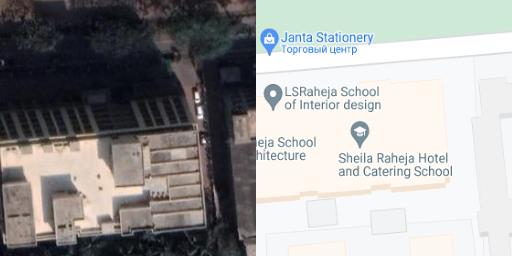 Janta Stationery
Торговый центр
LSRaheja School
of Interior design
eja School
hitecture
Sheila Raheja Hotel
and Catering School